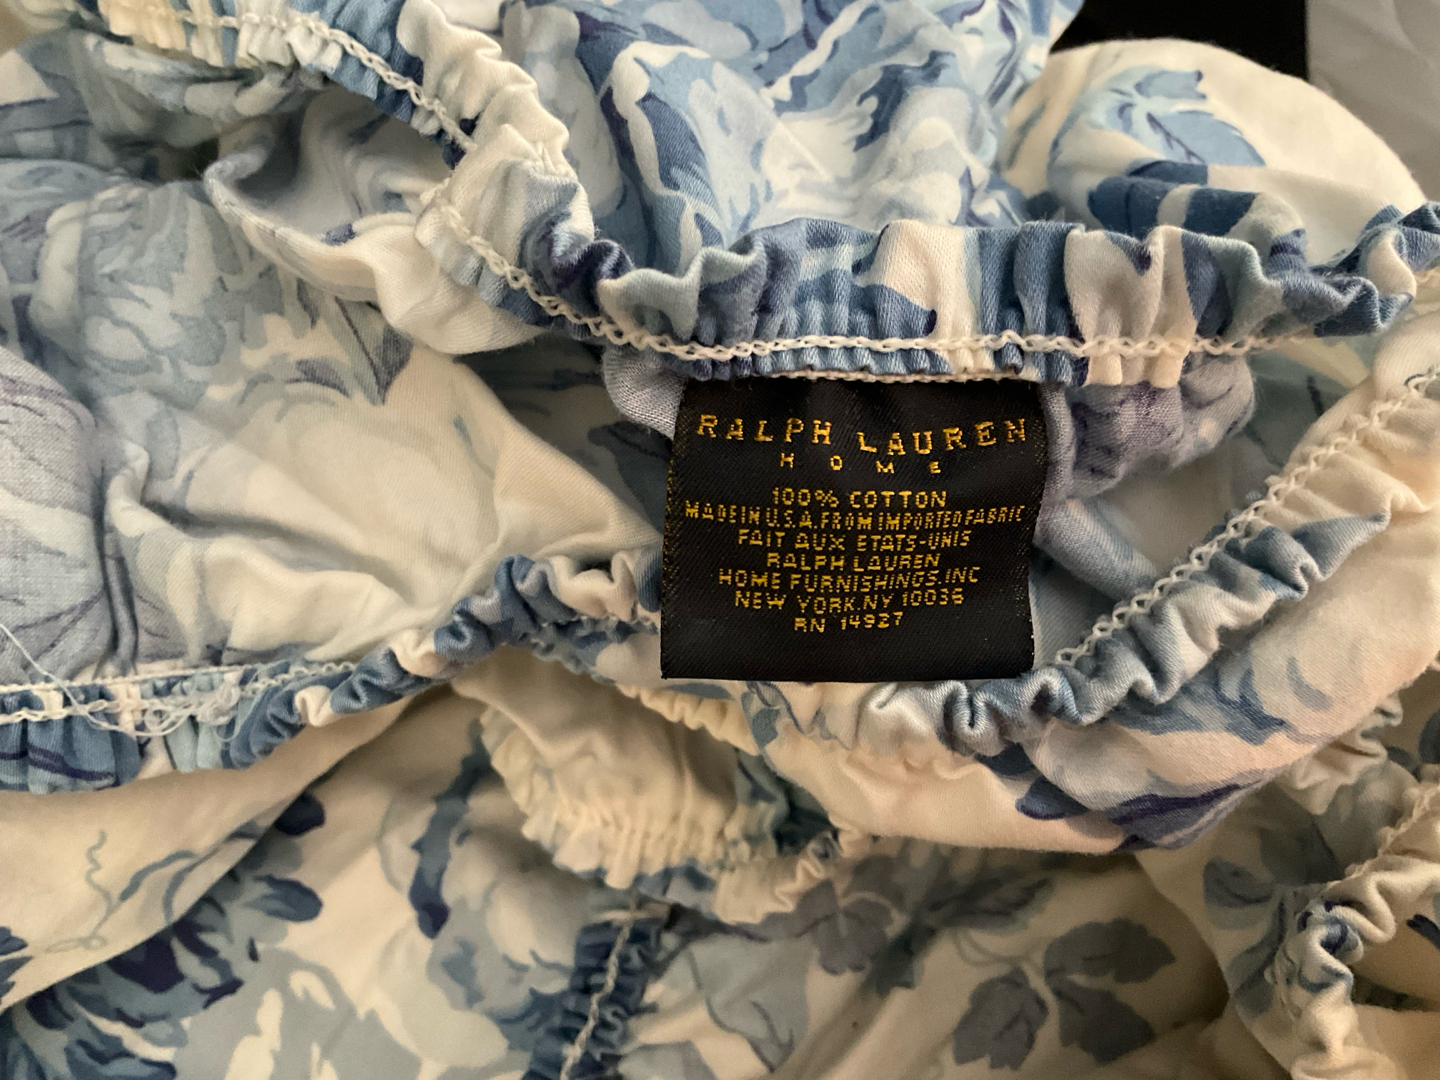 RALPH LAUREN
HOME
100% COTTON
MADE IN U.S.A. FROM IMPORTED FABRIC
FAIT AUX ETATS-UNIS
RALPH LAUREN
HOME FURNISHINGS, INC
NEW YORK, NY 10036
RN 14927